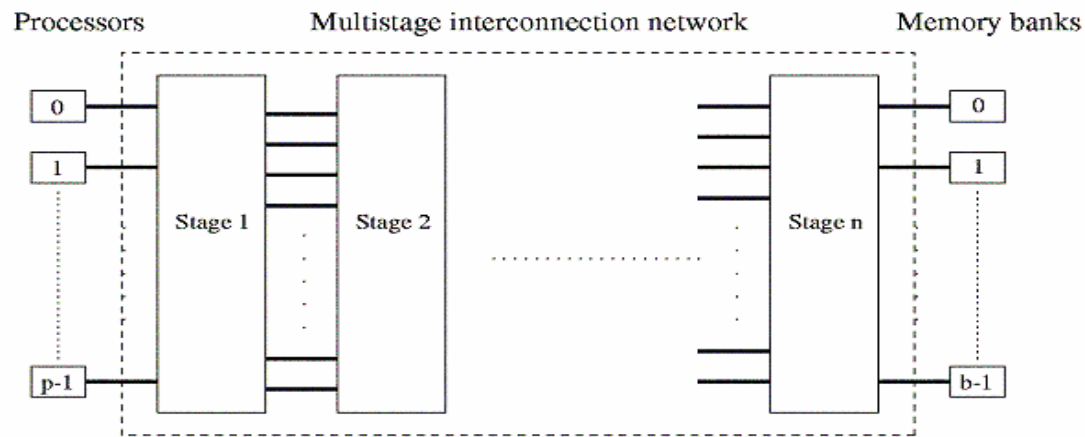 Processors Multistage interconnection network Memory banks
0 0
1 1
Stage 1 Stage 2 Stage n
p-1 b-1